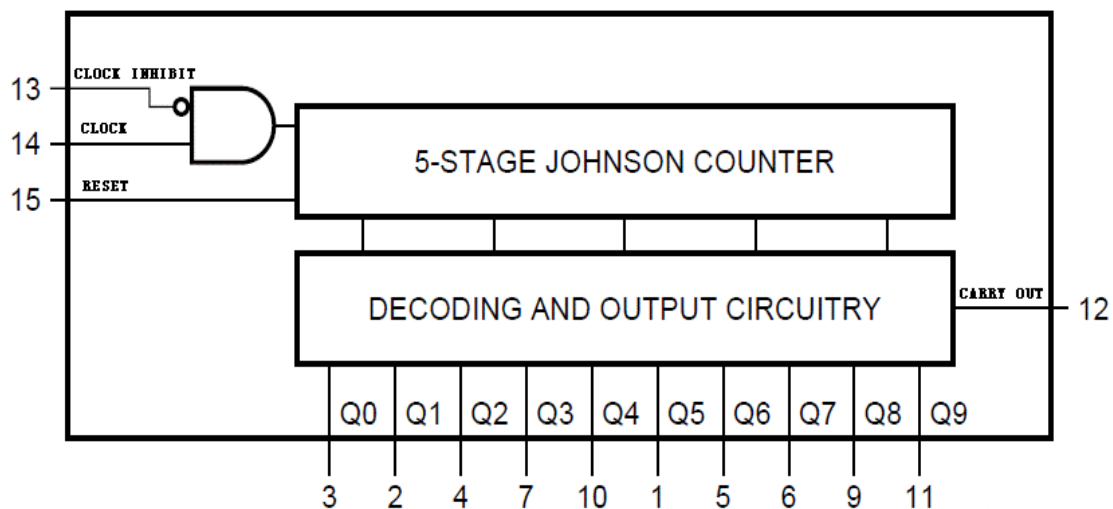 CLOCK INHIBIT
13
CLOCK
14
5-STAGE JOHNSON COUNTER
RESET
15
CARRY OUT
DECODING AND OUTPUT CIRCUITRY
12
Q0 Q1 Q2 Q3 Q4 Q5 Q6 Q7 Q8 Q9
3 2 4 7 10 1 5 6 9 11